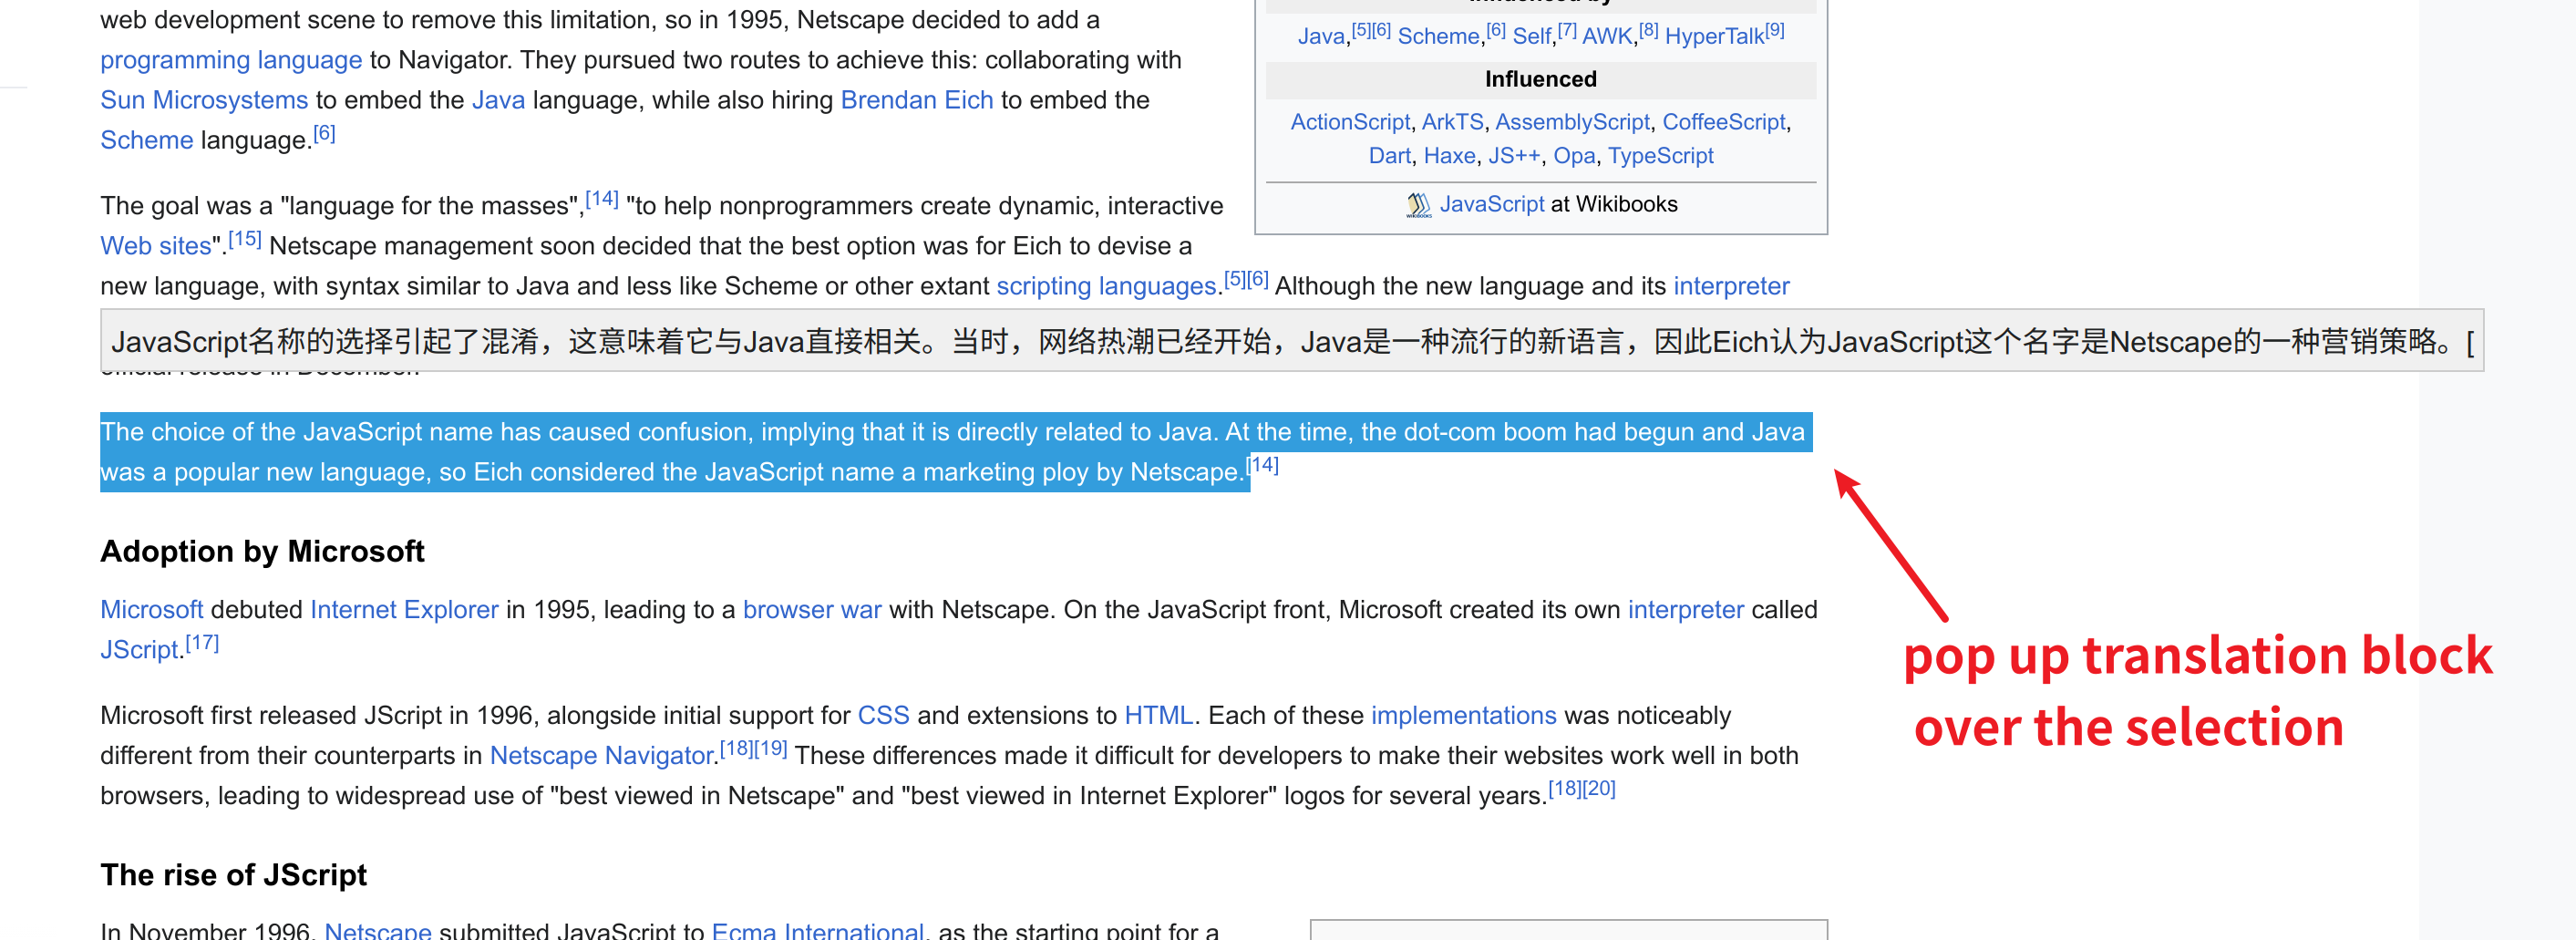 web development scene to remove this limitation, so in 1995, Netscape decided to add a
programming language to Navigator. They pursued two routes to achieve this: collaborating with
Sun Microsystems to embed the Java language, while also hiring Brendan Eich to embed the
Scheme language.[6]
The goal was a "language for the masses",[14] "to help nonprogrammers create dynamic, interactive
Web sites".[15] Netscape management soon decided that the best option was for Eich to devise a
new language, with syntax similar to Java and less like Scheme or other extant scripting languages.[5][6] Although the new language and its interpreter
JavaScript名称的选择引起了混淆，这意味着它与Java直接相关。当时，网络热潮已经开始，Java是一种流行的新语言，因此Eich认为JavaScript这个名字是Netscape的一种营销策略。[
official release in December.
The choice of the JavaScript name has caused confusion, implying that it is directly related to Java. At the time, the dot-com boom had begun and Java
was a popular new language, so Eich considered the JavaScript name a marketing ploy by Netscape.[14]
Adoption by Microsoft
Microsoft debuted Internet Explorer in 1995, leading to a browser war with Netscape. On the JavaScript front, Microsoft created its own interpreter called
JScript.[17]
Microsoft first released JScript in 1996, alongside initial support for CSS and extensions to HTML. Each of these implementations was noticeably
different from their counterparts in Netscape Navigator.[18][19] These differences made it difficult for developers to make their websites work well in both
browsers, leading to widespread use of "best viewed in Netscape" and "best viewed in Internet Explorer" logos for several years.[18][20]
The rise of JScript
In November 1996, Netscape submitted JavaScript to Ecma International, as the starting point for a
Influenced by
Java,[5][6] Scheme,[6] Self,[7] AWK,[8] HyperTalk[9]
Influenced
ActionScript, ArkTS, AssemblyScript, CoffeeScript,
Dart, Haxe, JS++, Opa, TypeScript
WIKIBOOKS
JavaScript at Wikibooks
pop up translation block
over the selection